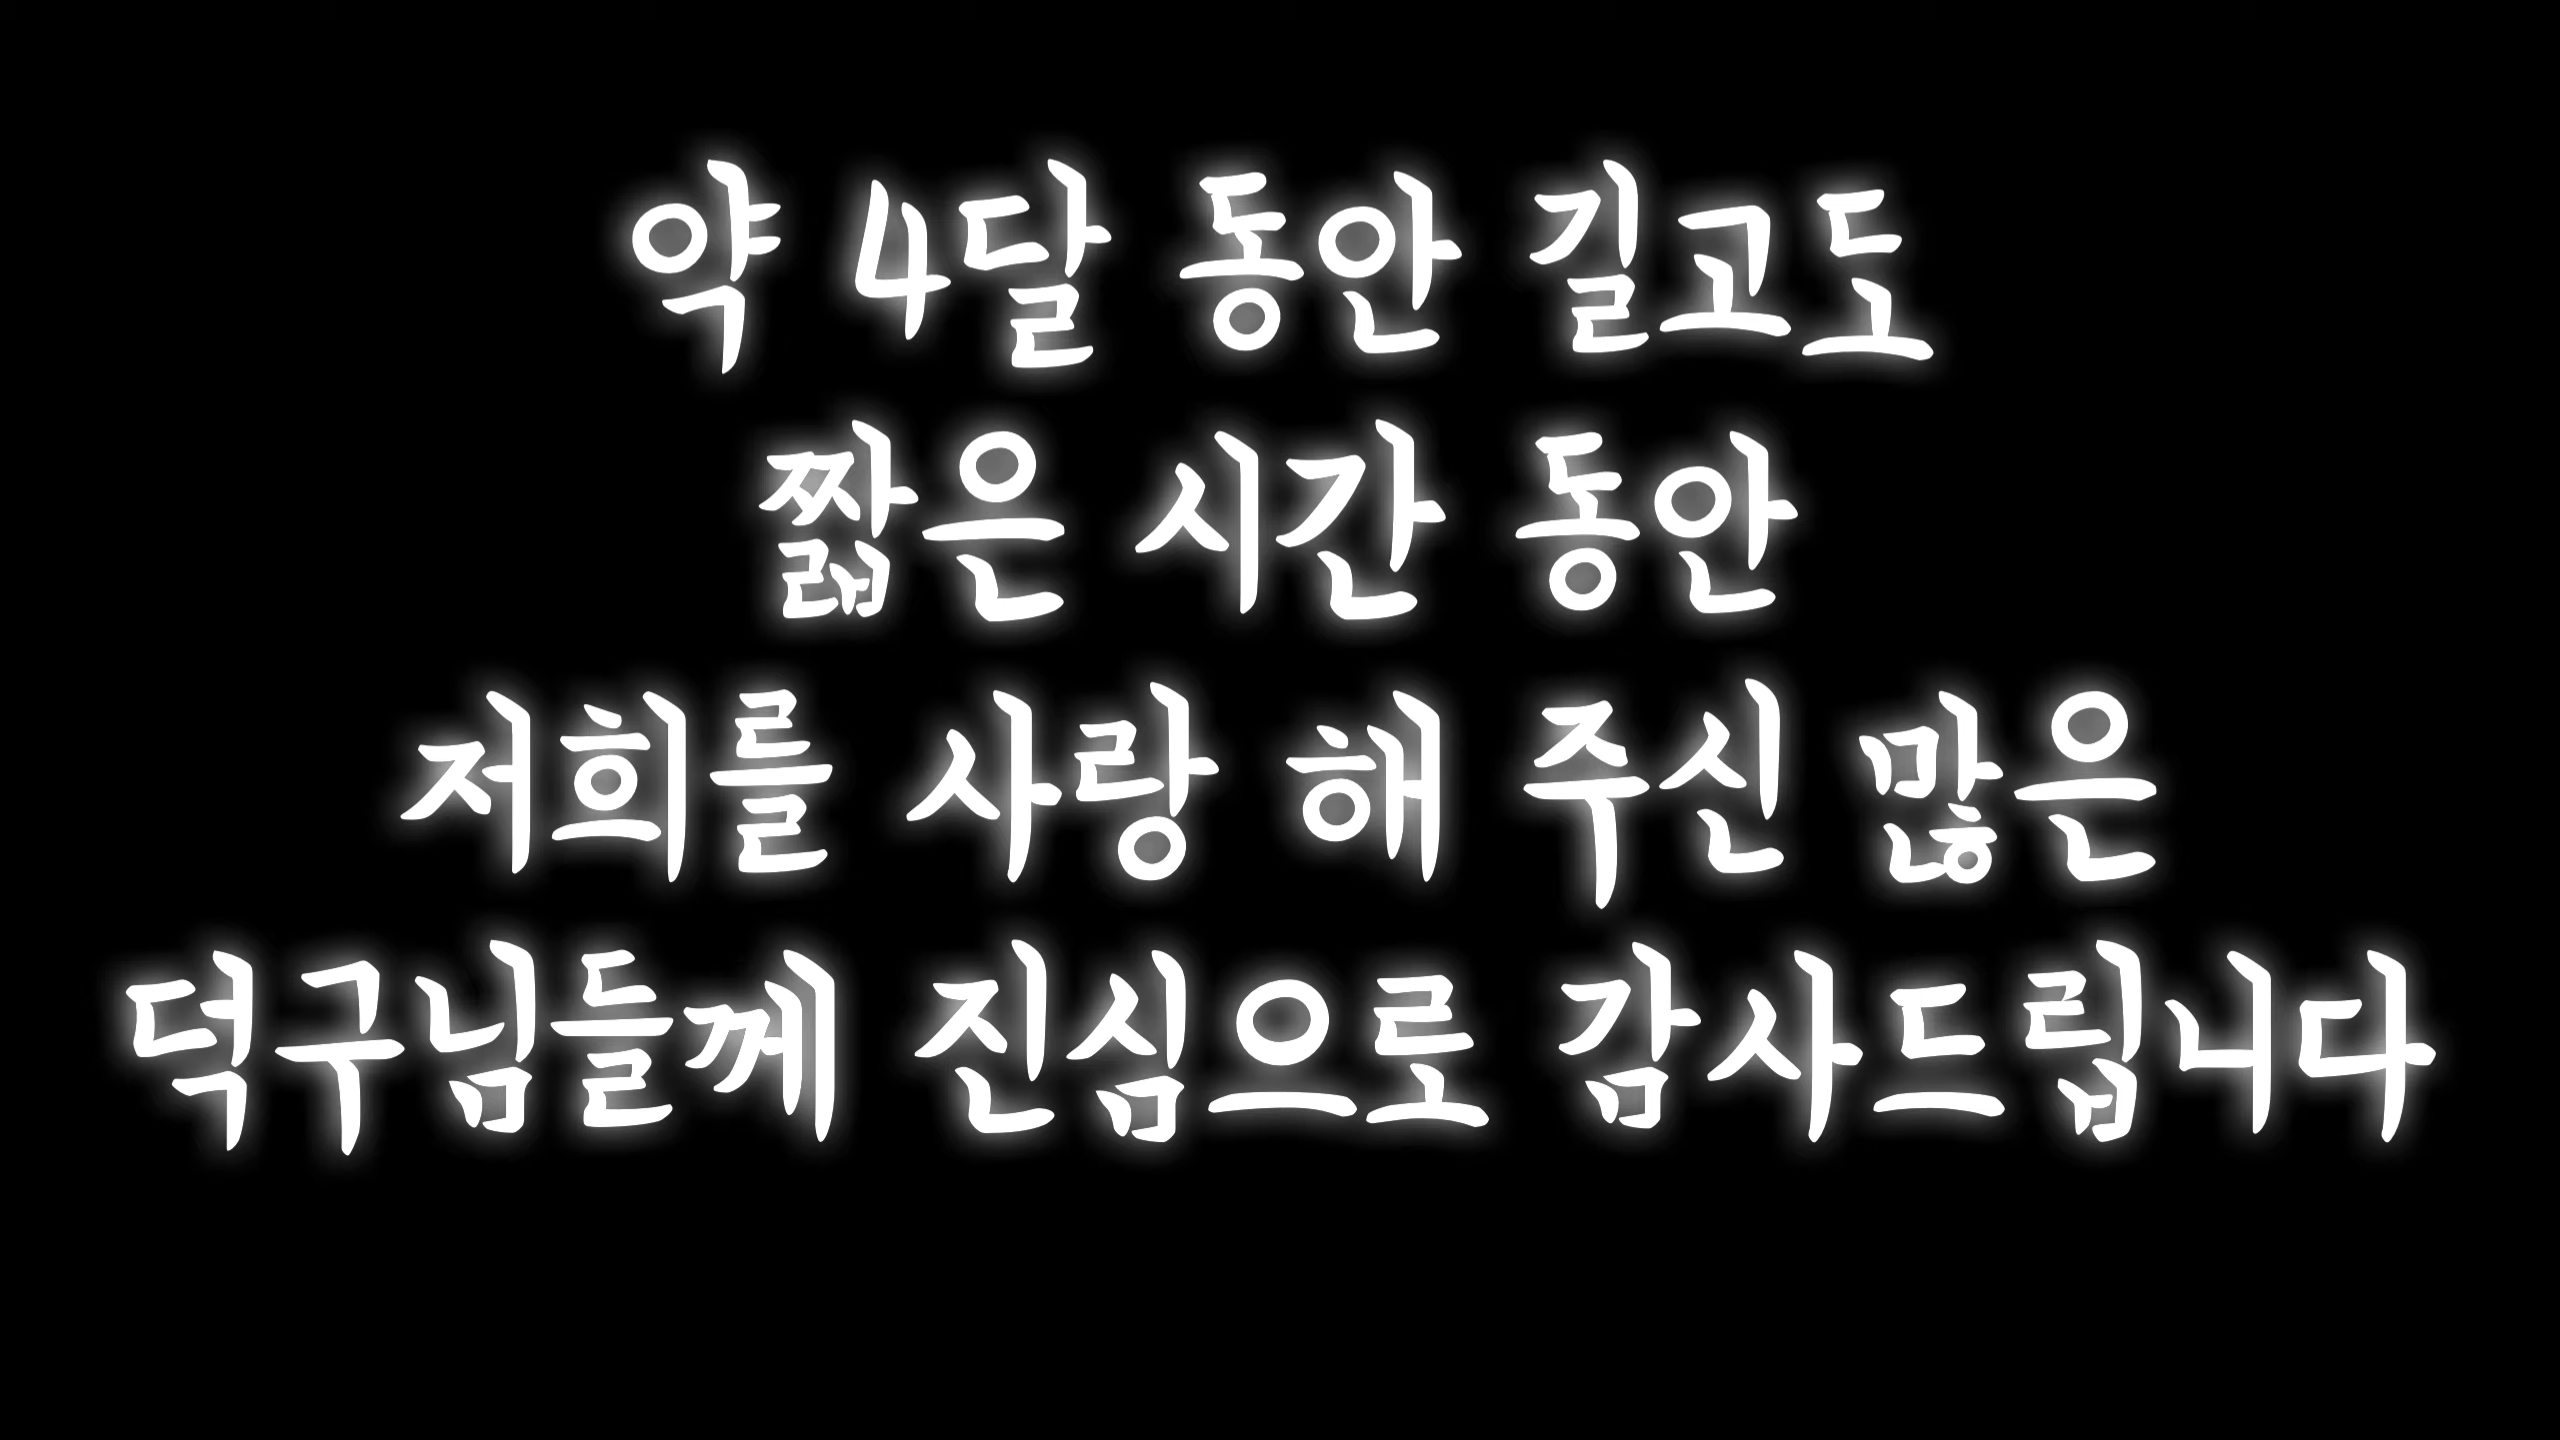 약 4달 동안 길고도
짧은 시간 동안
저희를 사랑 해 주신 많은
덕구님들께 진심으로 감사드립니다